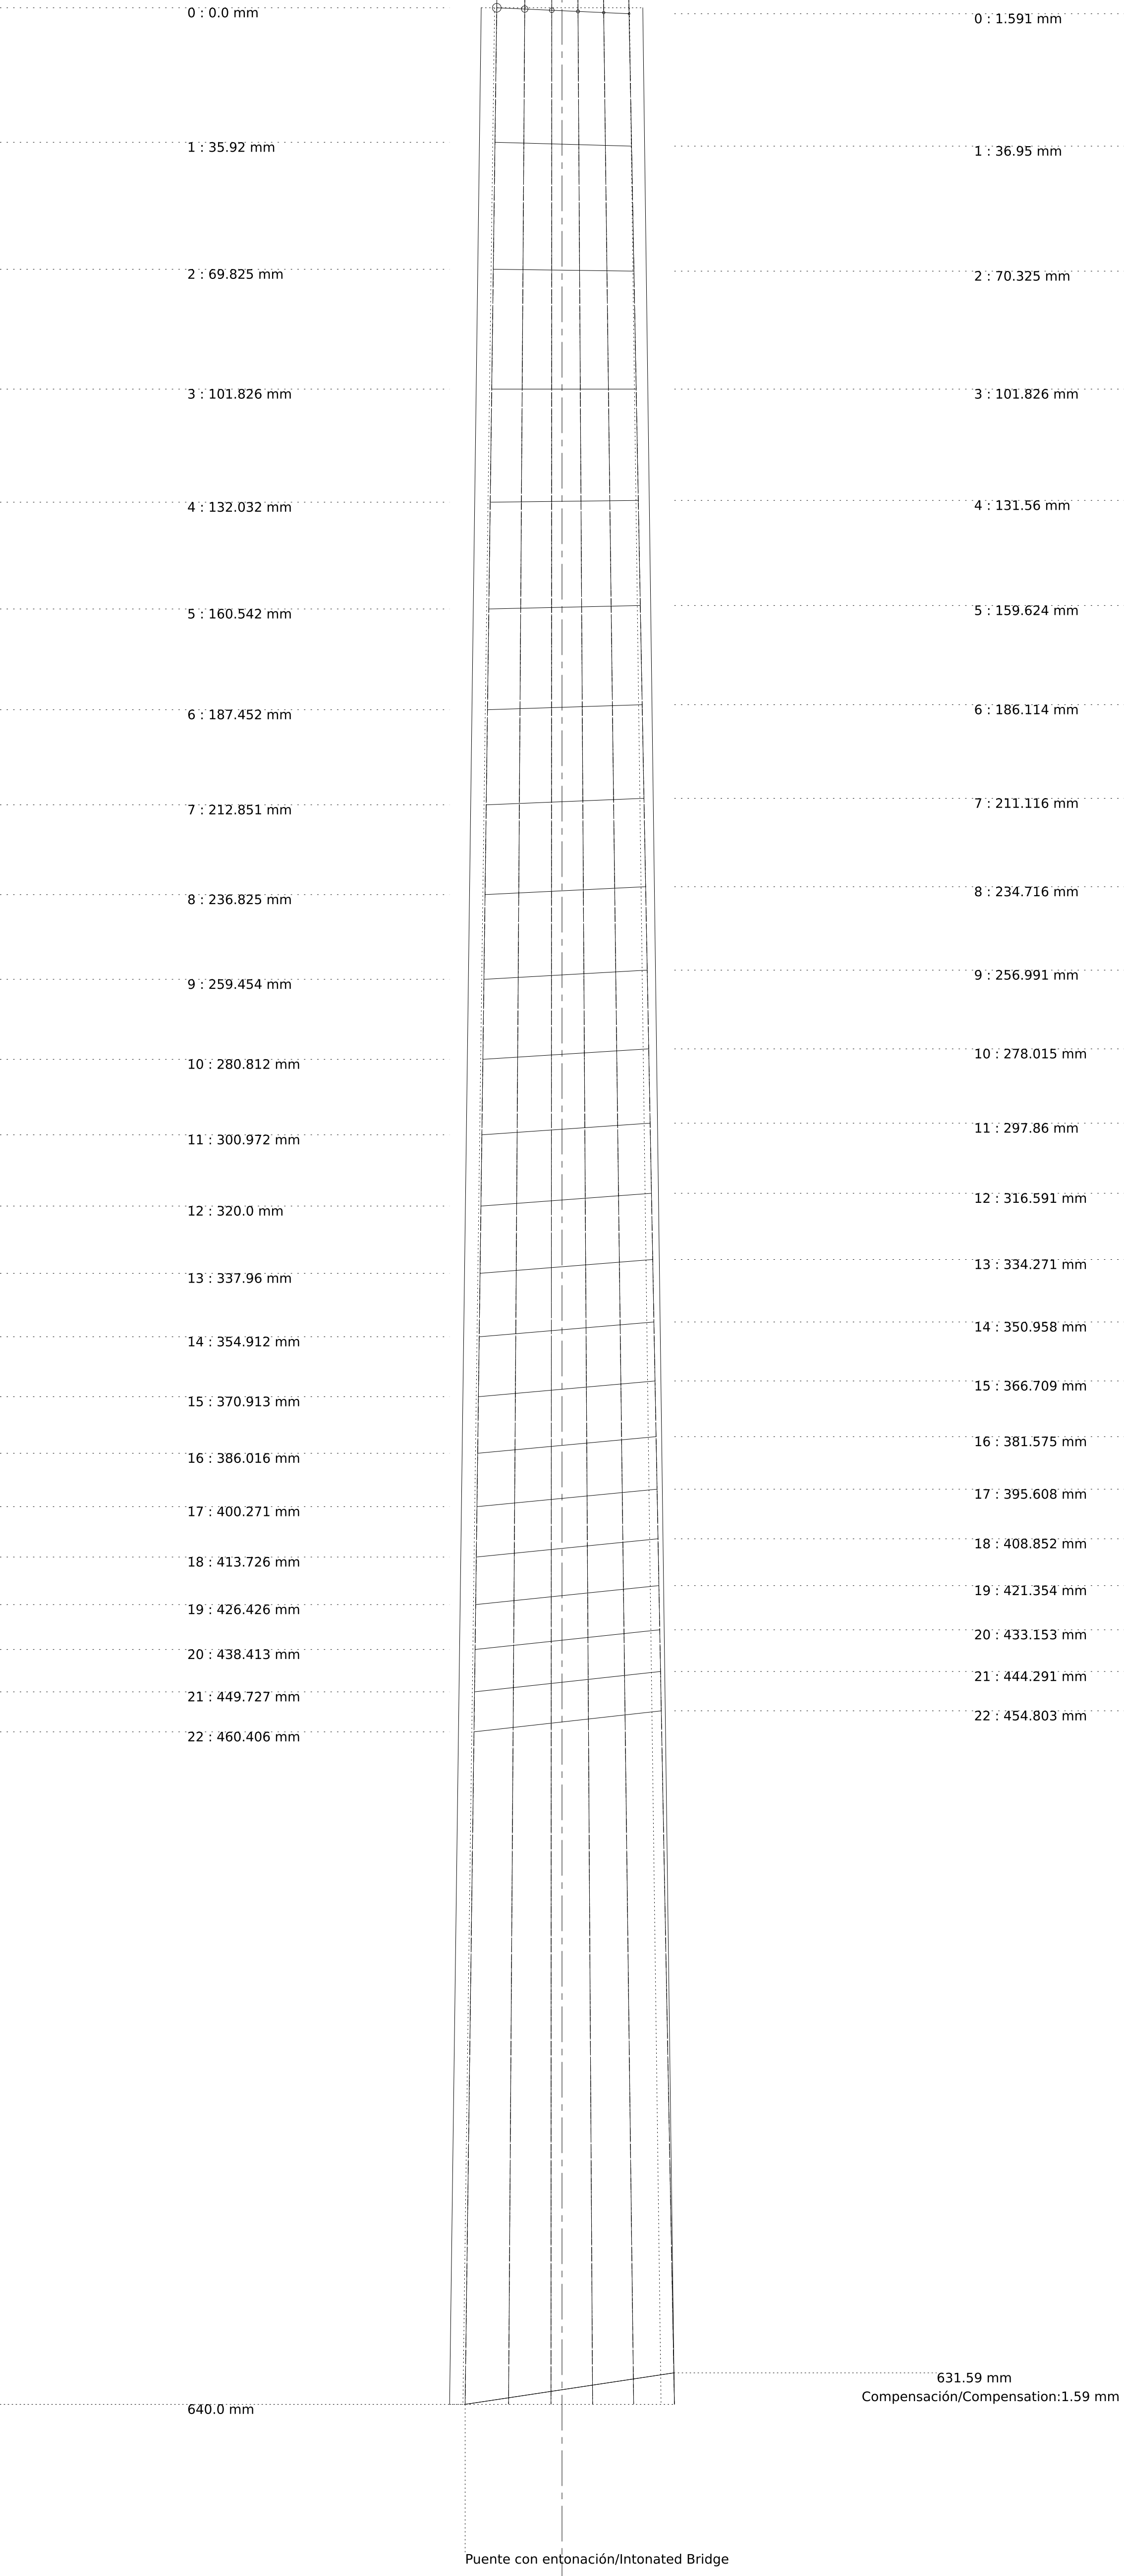 0 : 0.0 mm
0 : 1.591 mm
1 : 35.92 mm
1 : 36.95 mm
2 : 69.825 mm
2 : 70.325 mm
3 : 101.826 mm
3 : 101.826 mm
4 : 132.032 mm
4 : 131.56 mm
5 : 160.542 mm
5 : 159.624 mm
6 : 187.452 mm
6 : 186.114 mm
7 : 212.851 mm
7 : 211.116 mm
8 : 236.825 mm
8 : 234.716 mm
9 : 259.454 mm
9 : 256.991 mm
10 : 280.812 mm
10 : 278.015 mm
11 : 300.972 mm
11 : 297.86 mm
12 : 320.0 mm
12 : 316.591 mm
13 : 337.96 mm
13 : 334.271 mm
14 : 354.912 mm
14 : 350.958 mm
15 : 370.913 mm
15 : 366.709 mm
16 : 386.016 mm
16 : 381.575 mm
17 : 400.271 mm
17 : 395.608 mm
18 : 413.726 mm
18 : 408.852 mm
19 : 426.426 mm
19 : 421.354 mm
20 : 438.413 mm
20 : 433.153 mm
21 : 449.727 mm
21 : 444.291 mm
22 : 460.406 mm
22 : 454.803 mm
631.59 mm
Compensación/Compensation:1.59 mm
640.0 mm
Puente con entonación/Intonated Bridge